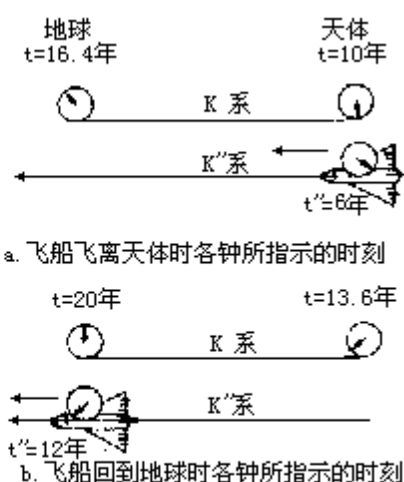 地球 天体
t=16.4年 t=10年
K 系
K″系
t″=6年
a.飞船飞离天体时各钟所指示的时刻
t=20年 t=13.6年
K 系
K″系
t″=12年
b.飞船回到地球时各钟所指示的时刻